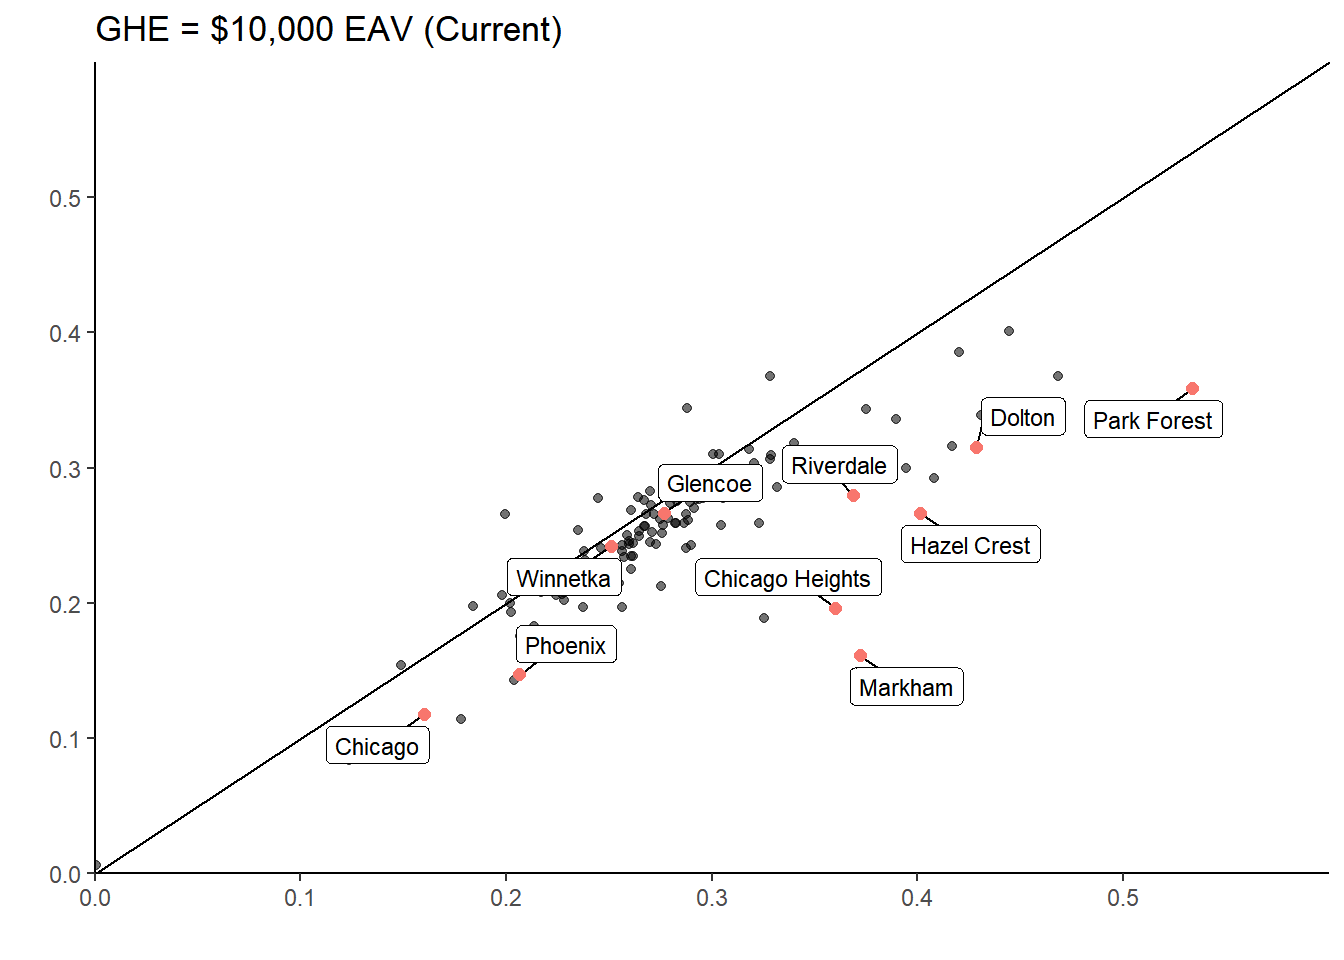 GHE = $10,000 EAV (Current)
0.5
0.4
Dolton
Park Forest
0.3
Riverdale
Glencoe
Hazel Crest
Winnetka
Chicago Heights
0.2
Phoenix
Markham
0.1
Chicago
0.0
0.0 0.1 0.2 0.3 0.4 0.5